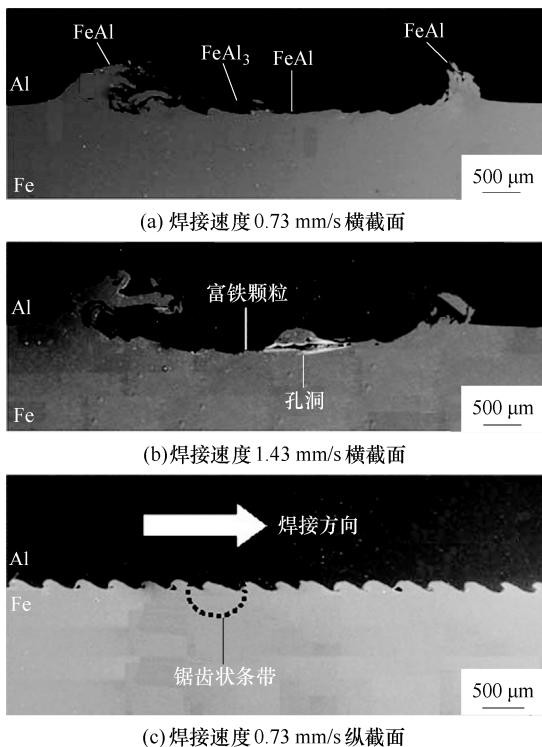 FeAl
FeAl₃
FeAl
FeAl
Al
Fe
500 μm
(a) 焊接速度0.73 mm/s横截面
Al
富铁颗粒
孔洞
Fe
500 μm
(b)焊接速度1.43 mm/s横截面
焊接方向
Al
Fe
锯齿状条带
500 μm
(c) 焊接速度0.73 mm/s纵截面